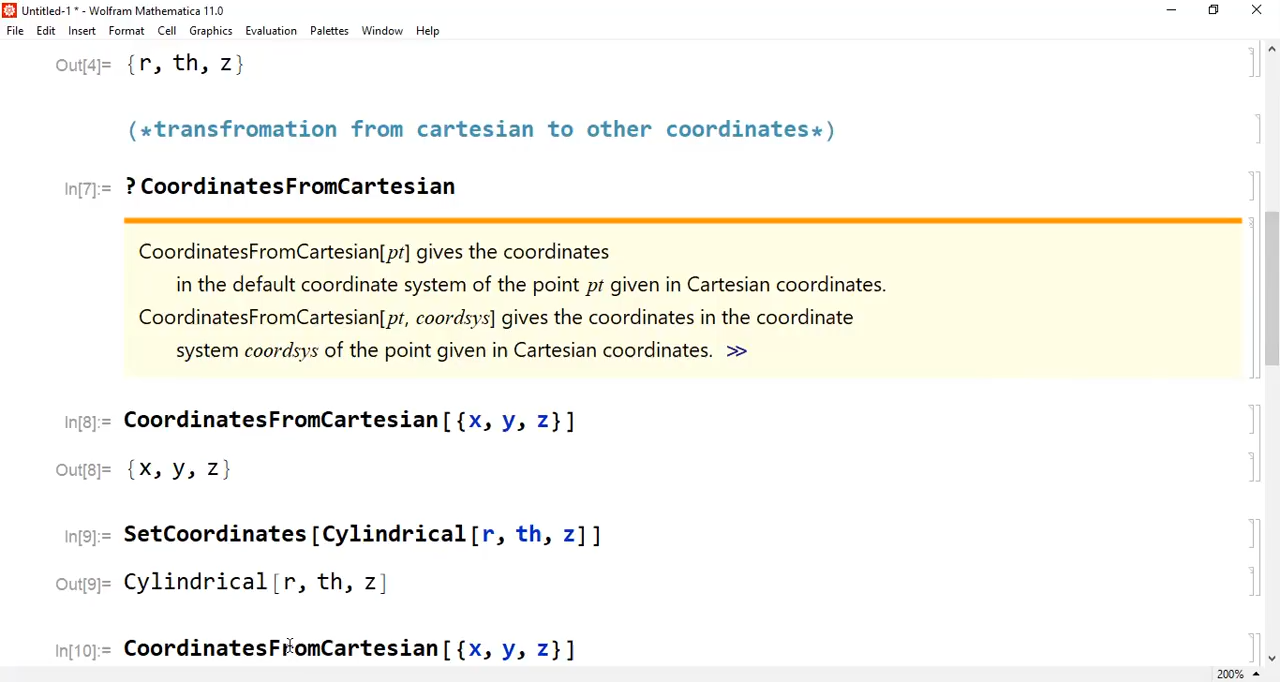 Untitled-1 * - Wolfram Mathematica 11.0
File Edit Insert Format Cell Graphics Evaluation Palettes Window Help
Out[4]= {r, th, z}
(*transfromation from cartesian to other coordinates*)
In[7]:= ? CoordinatesFromCartesian
CoordinatesFromCartesian[pt] gives the coordinates
in the default coordinate system of the point pt given in Cartesian coordinates.
CoordinatesFromCartesian[pt, coordsys] gives the coordinates in the coordinate
system coordsys of the point given in Cartesian coordinates. >>
In[8]:= CoordinatesFromCartesian[{x, y, z}]
Out[8]= {x, y, z}
In[9]:= SetCoordinates[Cylindrical[r, th, z]]
Out[9]= Cylindrical[r, th, z]
In[10]:= CoordinatesFromCartesian[{x, y, z}]
200%